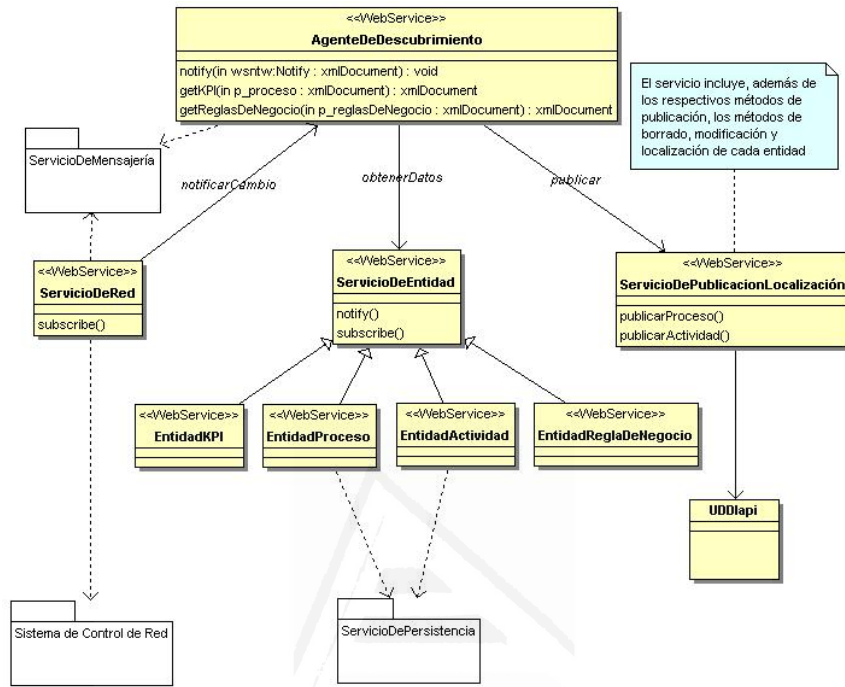 <<WebService>>
AgenteDeDescubrimiento
notify(in wsntw:Notify : xmlDocument) : void
getKPI(in p_proceso : xmlDocument) : xmlDocument
getReglasDeNegocio(in p_reglasDeNegocio : xmlDocument) : xmlDocument
El servicio incluye, además de
los respectivos métodos de
publicación, los métodos de
borrado, modificación y
localización de cada entidad
ServicioDeMensajería
notificarCambio
obtenerDatos
publicar
<<WebService>>
ServicioDeRed
subscribe()
<<WebService>>
ServicioDeEntidad
notify()
subscribe()
<<WebService>>
ServicioDePublicacionLocalización
publicarProceso()
publicarActividad()
<<WebService>>
EntidadKPI
<<WebService>>
EntidadProceso
<<WebService>>
EntidadActividad
<<WebService>>
EntidadReglaDeNegocio
UDDIapi
Sistema de Control de Red
ServicioDePersistencia